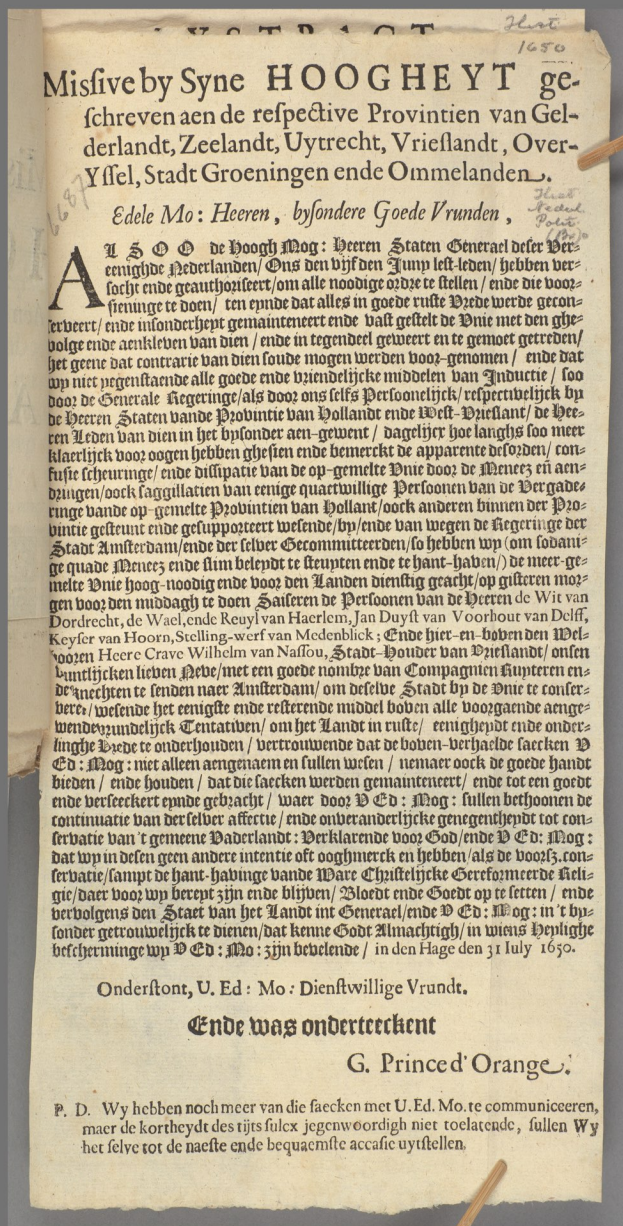 Hist
1650
Missive by Syne HOOGHEYT ge-
schreven aen de respective Provintien van Gel-
derlandt, Zeelandt, Uytrecht, Vrieslandt, Over-
Yssel, Stadt Groeningen ende Ommelanden.
Edele Mo: Heeren, bysondere Goede Vrunden,
ALSOO de Hoogh Mog: Heeren Staten Generael deser Ver-
eenighde Nederlanden/ Ons den vijfden Juny lest-leden/ hebben ver-
socht ende geauthoriseert/ om alle noodige ordre te stellen/ ende die voor-
sieninge te doen/ ten eynde dat alles in goede ruste Vrede werde gecon-
serveert/ ende insonderheyt gemainteneert ende vast gestelt de Vnie met den ghe-
volge ende aenkleven van dien/ ende in tegendeel geweert en te gemoet getreden/
het geene dat contrarie van dien soude mogen werden voor-genomen/ ende dat
wy niet yegenstaende alle goede ende vriendelijcke middelen van Inductie/ soo
door de Generale Regeringe/als door ons selfs Persoonelijck/respectivelijck by
de Heeren Staten vande Provintie van Hollandt ende West-Vrieslant/ de Hee-
ren Leden van dien in het bysonder aen-gewent/ dagelijcx hoe langhs soo meer
klaerlijck voor oogen hebben ghesien ende bemerckt de apparente desorden/ con-
fusie scheuringe/ ende dissipatie van de op-gemelte Vnie door de Meneez eñ aen-
dryngen/oock saggillatien van eenige quaetwillige Persoonen van de Vergade-
ringe vande op-gemelte Provintien van Hollant/oock anderen binnen der Pro-
vintie gesteunt ende gesupporteert wesende/by/ende van wegen de Regeringe der
Stadt Amsterdam/ende der selver Gecommitteerden/so hebben wy (om sodani-
ge quade Meneez ende slim beleydt te steuyten ende te hant-haven/) de meer-ge-
melte Vnie hoog-noodig ende voor den Landen dienstig geacht/op gisteren mor-
gen voor den middagh te doen Saiseren de Persoonen van de Heeren de Wit van
Dordrecht, de Wael, ende Reuyl van Haerlem, Jan Duyst van Voorhout van Delff,
Keyser van Hoorn, Stelling-werf van Medenblick; Ende hier-en-boven den Wel-
booren Heere Crave Wilhelm van Nassou, Stadt-Houder van Vrieslandt/ onsen
vruntlijcken lieven Neve/met een goede nombre van Compagnien Ruyteren en-
de knechten te senden naer Amsterdam/ om deselve Stadt by de Vnie te conser-
veren/ wesende het eenigste ende resterende middel boven alle voorgaende aenge-
wende vrundelijck Tentativen/ om het Landt in ruste/ eenigheydt ende onder-
linghe Vrede te onderhouden/ vertrouwende dat de boven-verhaelde saecken V
Ed: Mog: niet alleen aengenaem en sullen wesen/ nemaer oock de goede handt
bieden/ ende houden/ dat die saecken werden gemainteneert/ ende tot een goedt
ende verseeckert eynde gebracht/ waer door V Ed: Mog: sullen bethoonen de
continuatie van derselver affectie/ ende onveranderlijcke genegentheydt tot con-
servatie van 't gemeene Vaderlandt: Verklarende voor God/ende V Ed: Mog:
dat wy in desen geen andere intentie oft ooghmerck en hebben/als de voorsz.con-
servatie/sampt de hant-havinge vande Ware Christelijcke Gereformeerde Reli-
gie/daer voor wy bereyt zijn ende blijven/ Bloedt ende Goedt op te setten/ ende
vervolgens den Staet van het Landt int Generael/ende V Ed: Mog: in 't by-
sonder getrouwelijck te dienen/dat kenne Godt Almachtigh/in wiens Heylighe
bescherminge wy V Ed: Mo: zijn bevelende/ in den Hage den 31 Iuly 1650.
Onderstont, U. Ed: Mo: Dienstwillige Vrundt.
Ende was onderteeckent
G. Prince d'Orange.
P. D. Wy hebben noch meer van die saecken met U. Ed. Mo. te communiceeren,
maer de kortheydt des tijts sulcx jegenwoordigh niet toelatende, sullen Wy
het selve tot de naeste ende bequaemste accasie uytstellen.